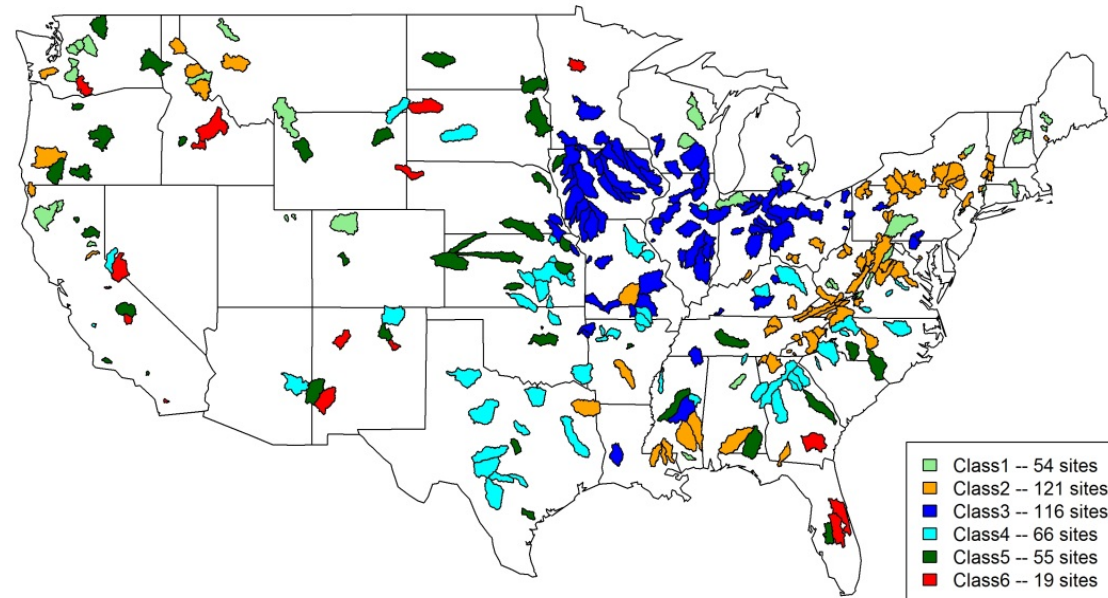 Class1 -- 54 sites
Class2 -- 121 sites
Class3 -- 116 sites
Class4 -- 66 sites
Class5 -- 55 sites
Class6 -- 19 sites